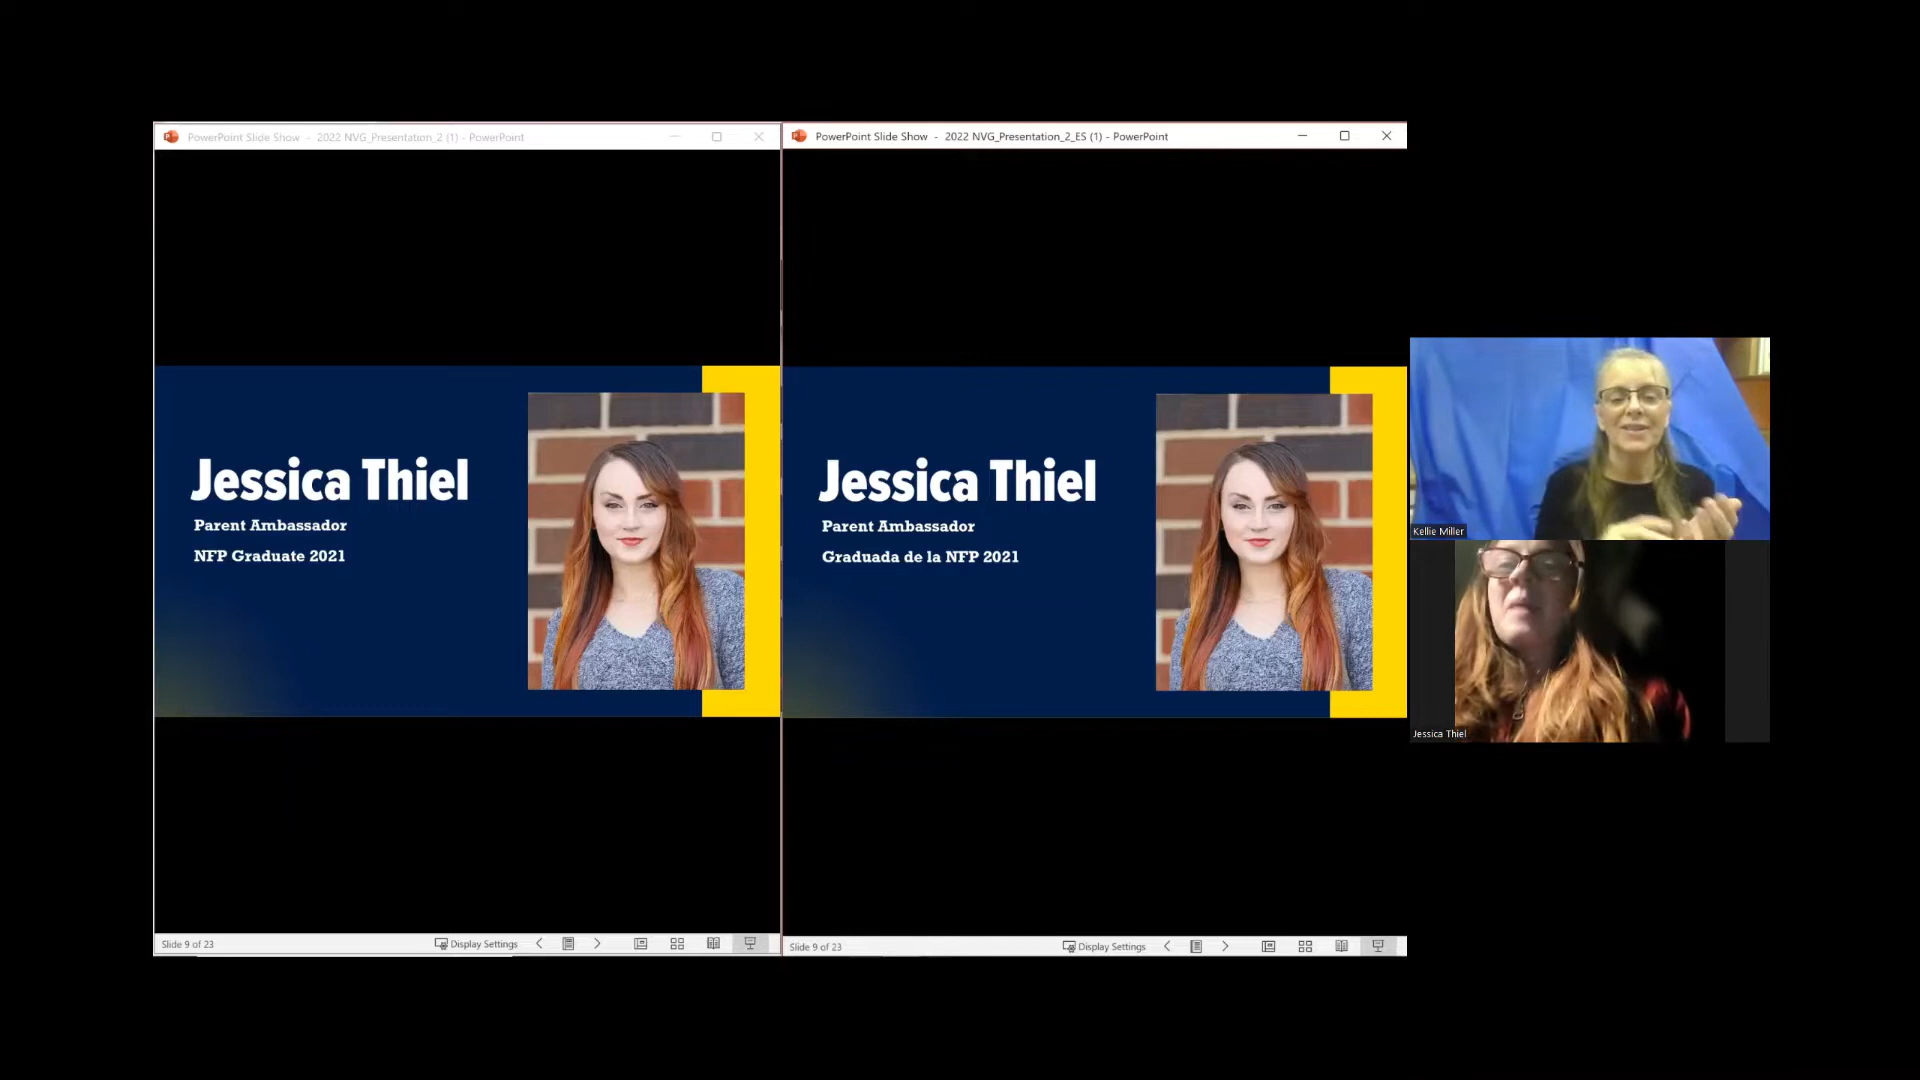 PowerPoint Slide Show - 2022 NVG_Presentation_2 (1) - PowerPoint
Jessica Thiel
Parent Ambassador
NFP Graduate 2021
Slide 9 of 23
Display Settings
PowerPoint Slide Show - 2022 NVG_Presentation_2_ES (1) - PowerPoint
Jessica Thiel
Parent Ambassador
Graduada de la NFP 2021
Slide 9 of 23
Display Settings
Kellie Miller
Jessica Thiel